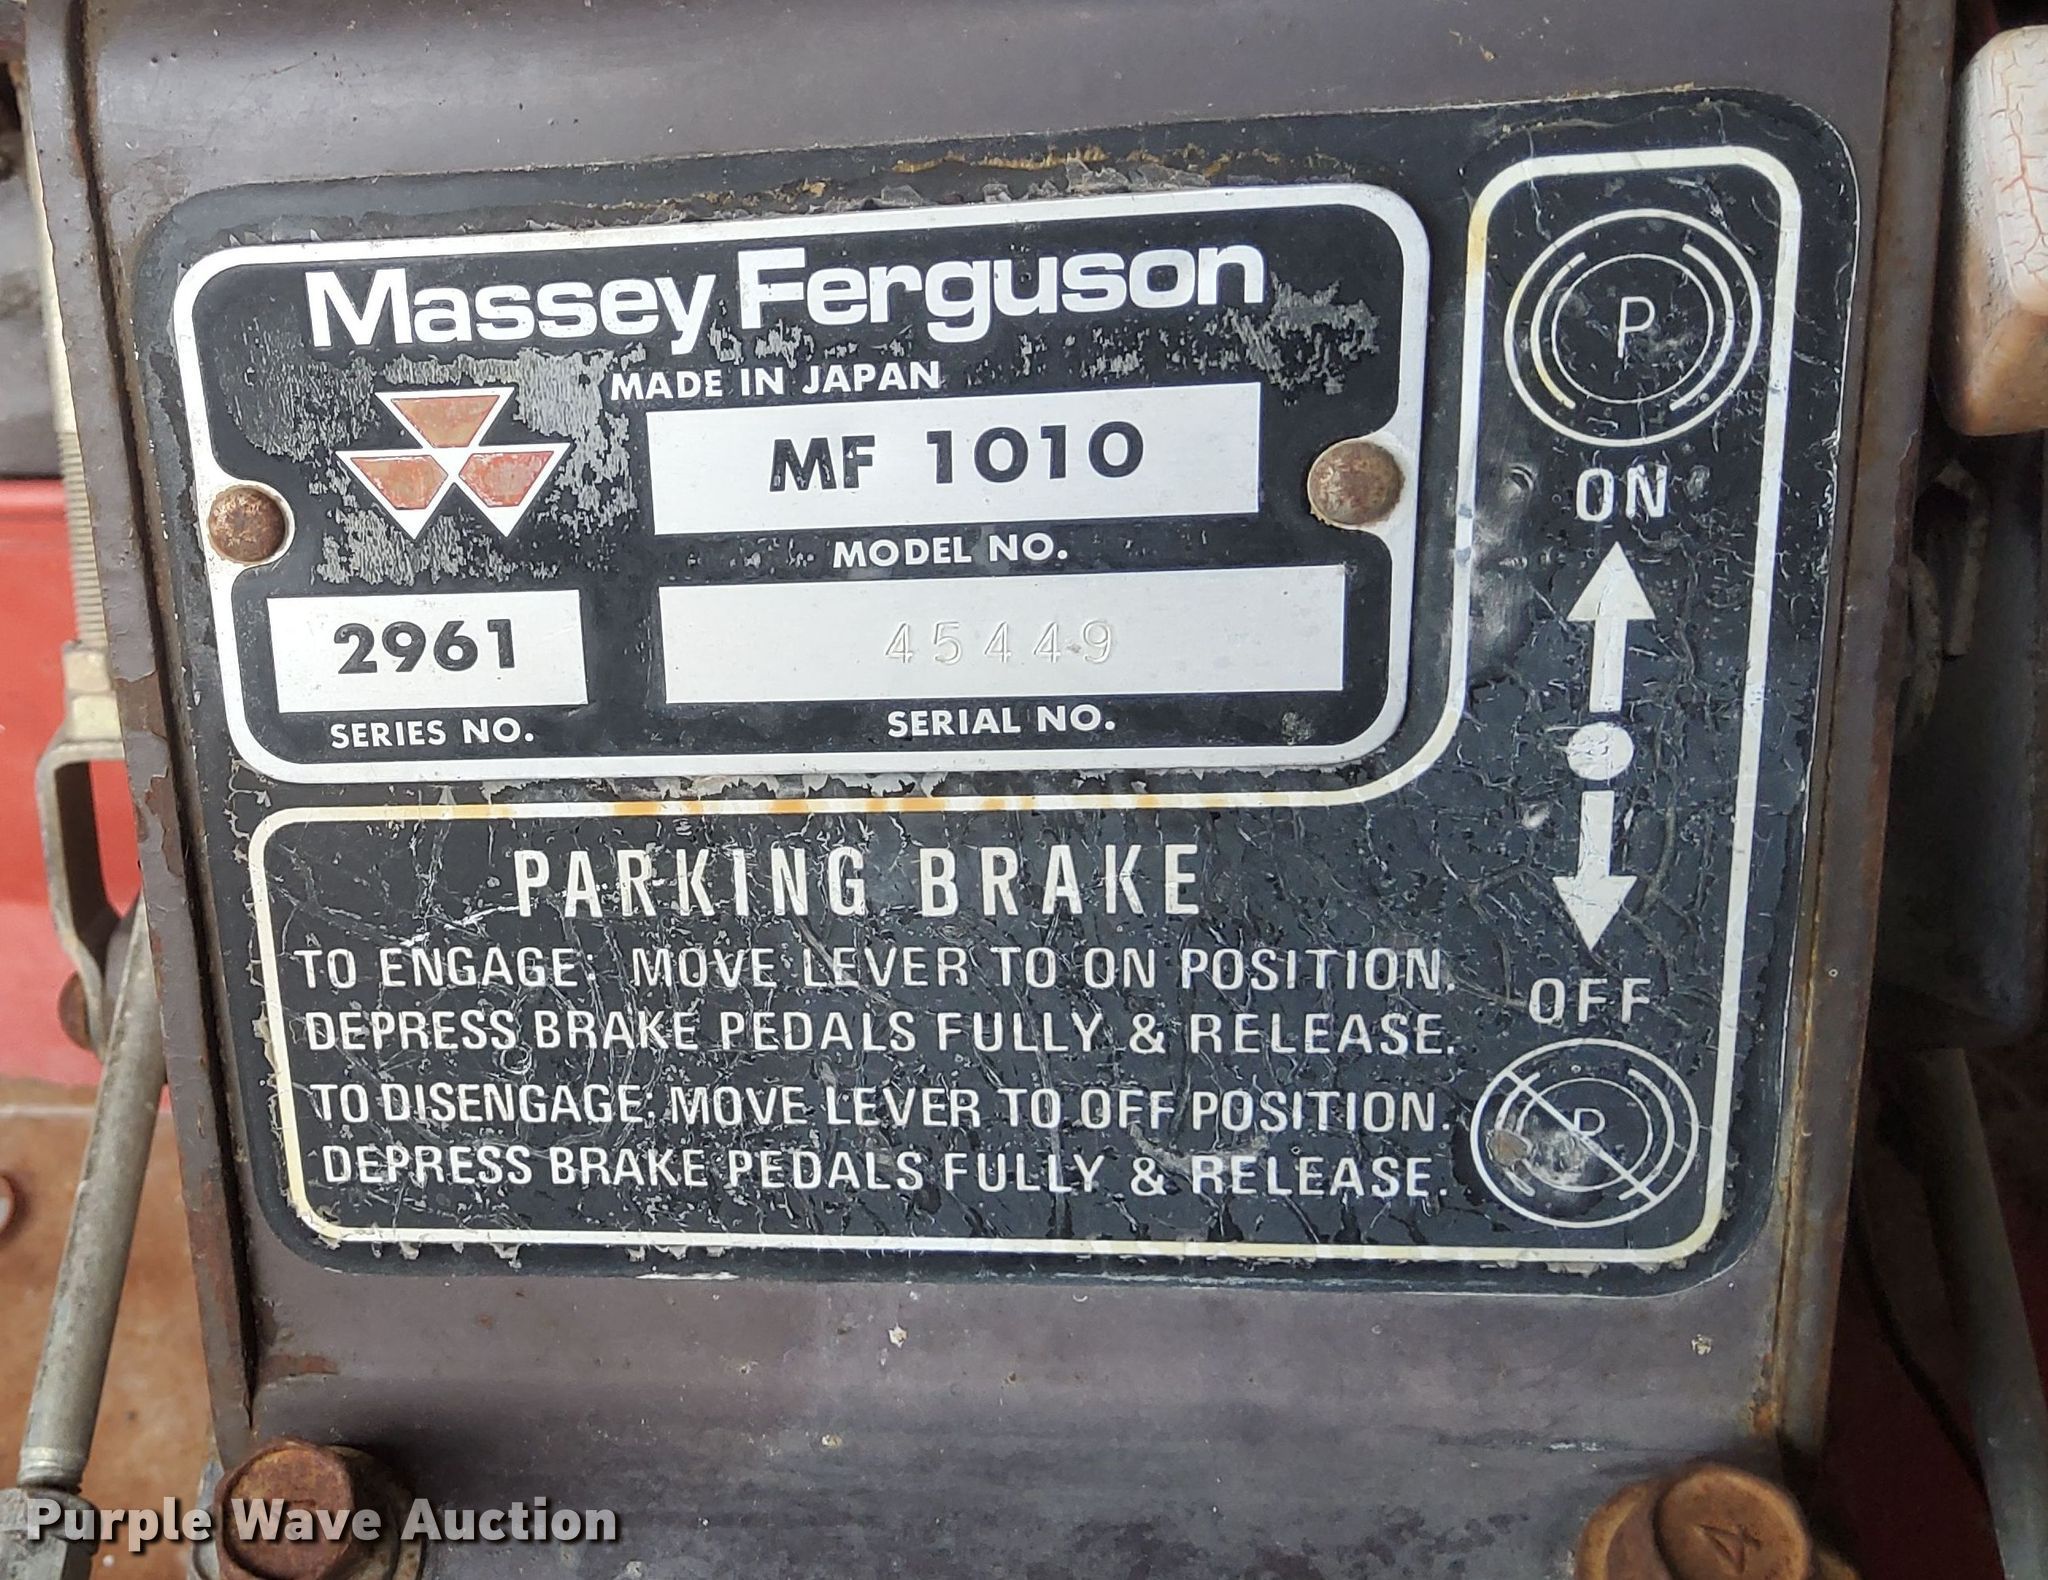 Massey Ferguson
MADE IN JAPAN
MF 1010
MODEL NO.
2961
SERIES NO.
45449
SERIAL NO.
P
ON
OFF
P
PARKING BRAKE
TO ENGAGE: MOVE LEVER TO ON POSITION.
DEPRESS BRAKE PEDALS FULLY & RELEASE.
TO DISENGAGE: MOVE LEVER TO OFF POSITION.
DEPRESS BRAKE PEDALS FULLY & RELEASE.
4
Purple Wave Auction